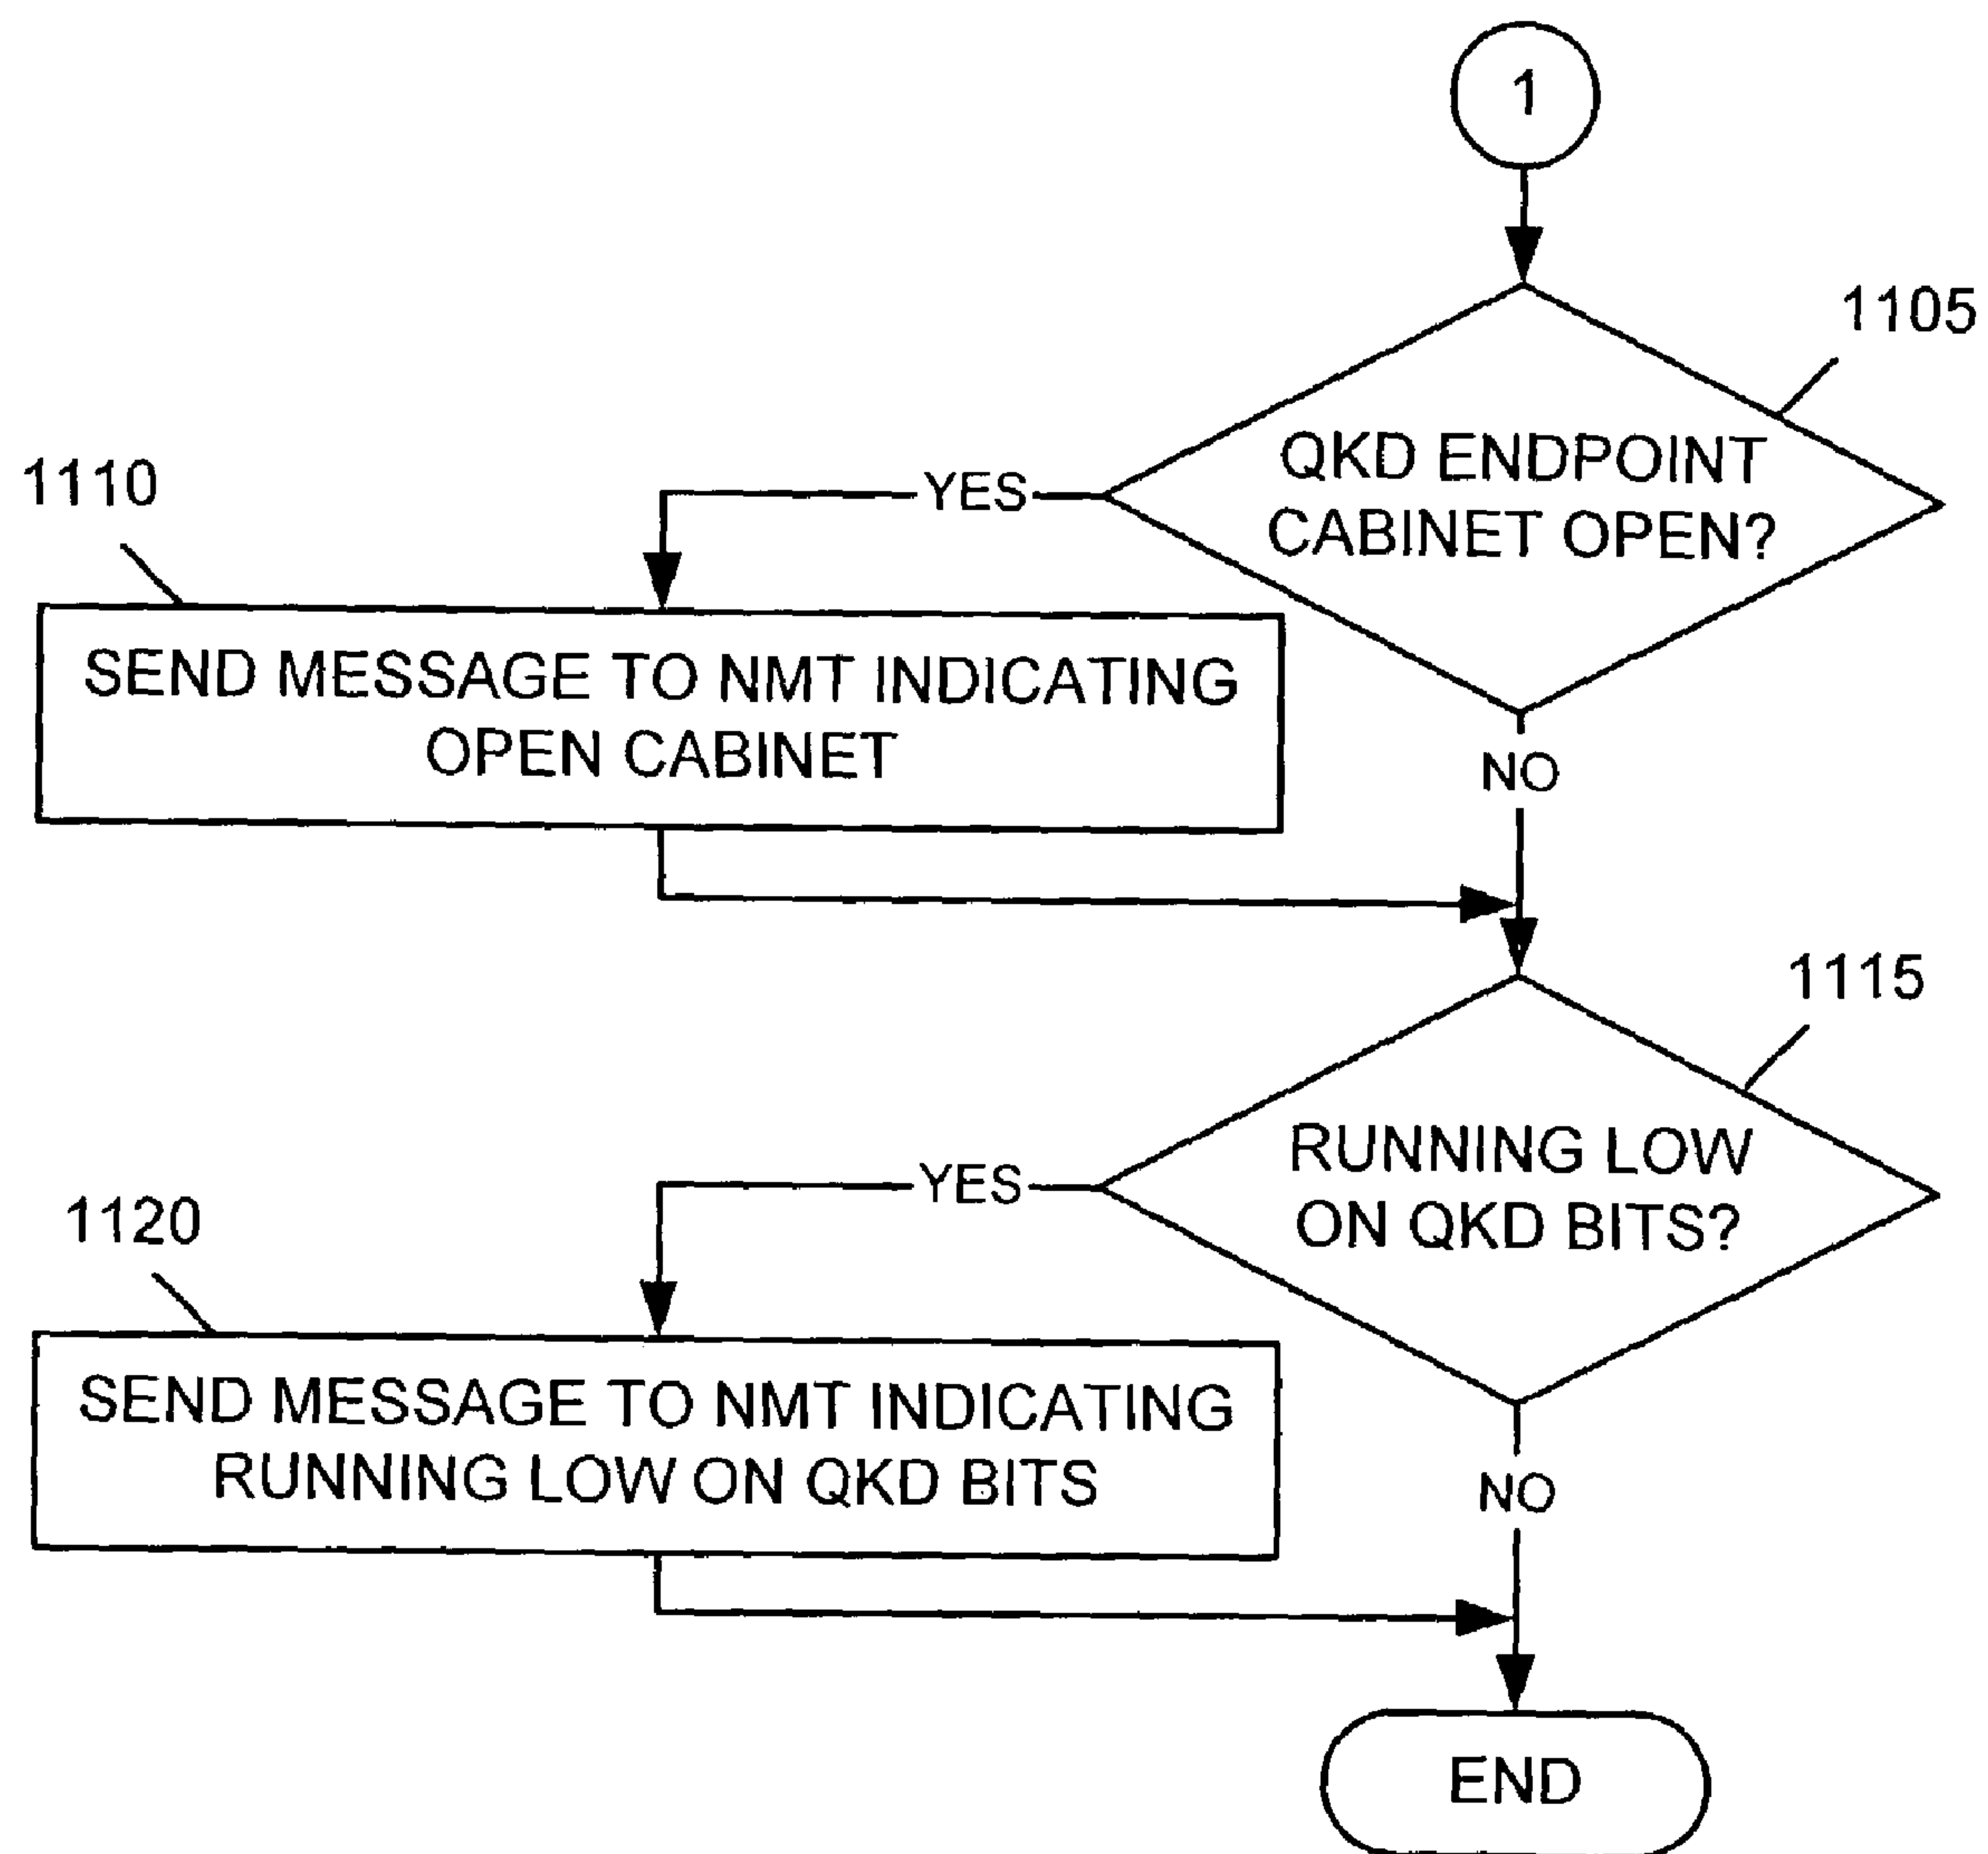 1
1105
QKD ENDPOINT
CABINET OPEN?
YES
1110
SEND MESSAGE TO NMT INDICATING
OPEN CABINET
NO
1115
RUNNING LOW
ON QKD BITS?
YES
1120
SEND MESSAGE TO NMT INDICATING
RUNNING LOW ON QKD BITS
NO
END